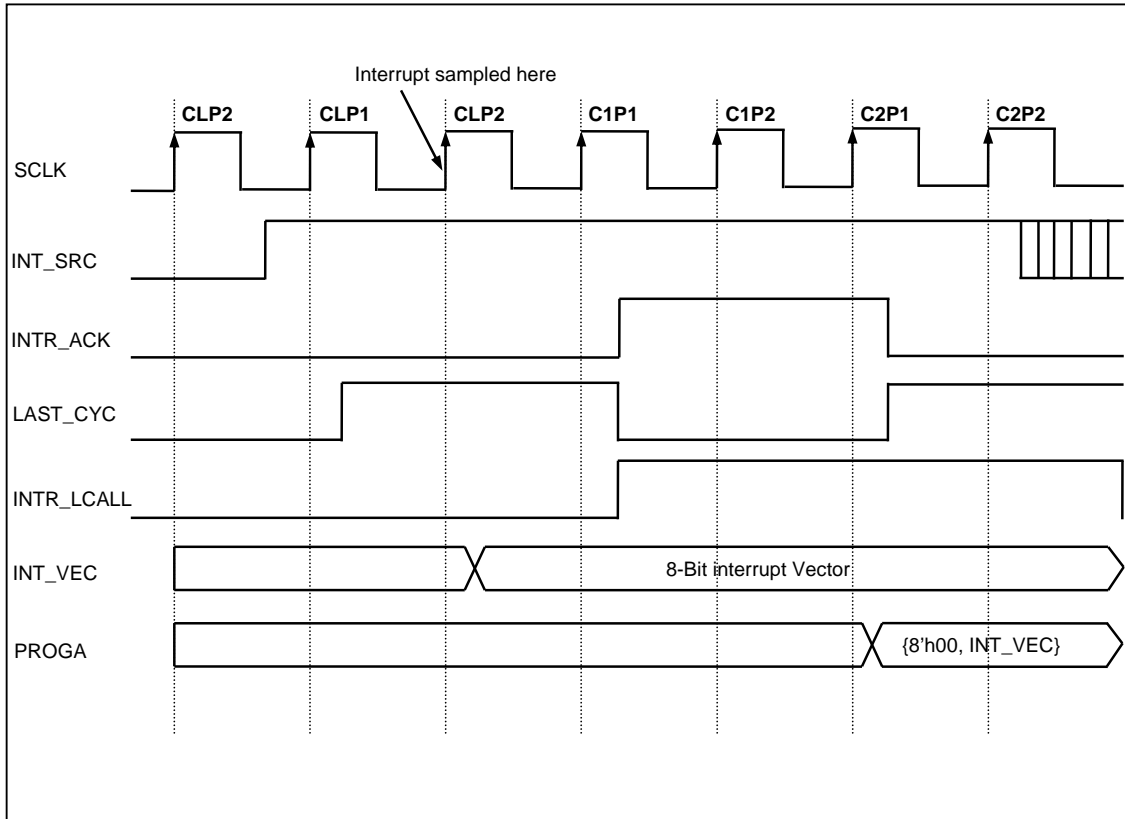 Interrupt sampled here
CLP2 CLP1 CLP2 C1P1 C1P2 C2P1 C2P2
SCLK
INT_SRC
INTR_ACK
LAST_CYC
INTR_LCALL
INT_VEC 8-Bit interrupt Vector
PROGA {8'h00, INT_VEC}